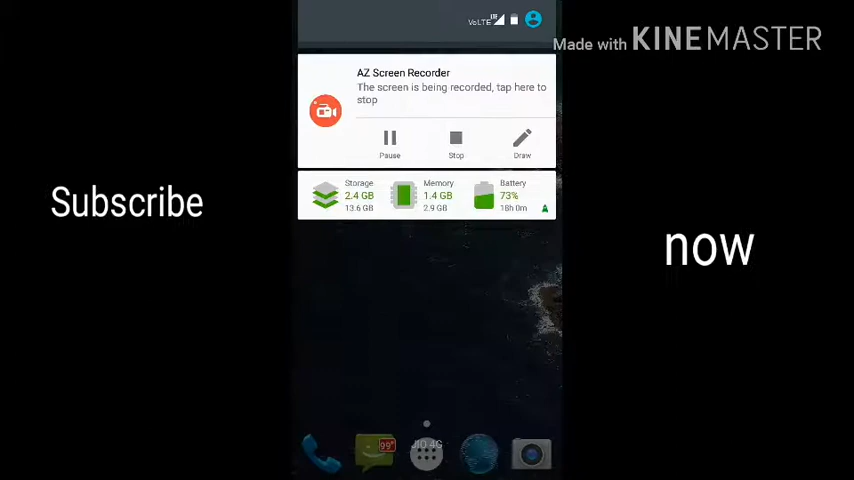 VoLTE
Made with KINEMASTER
AZ Screen Recorder
The screen is being recorded, tap here to
stop
Pause Stop Draw
Storage Memory Battery
2.4 GB 1.4 GB 73%
13.6 GB 2.9 GB 18h 0m
Subscribe
now
JIO 4G
99+